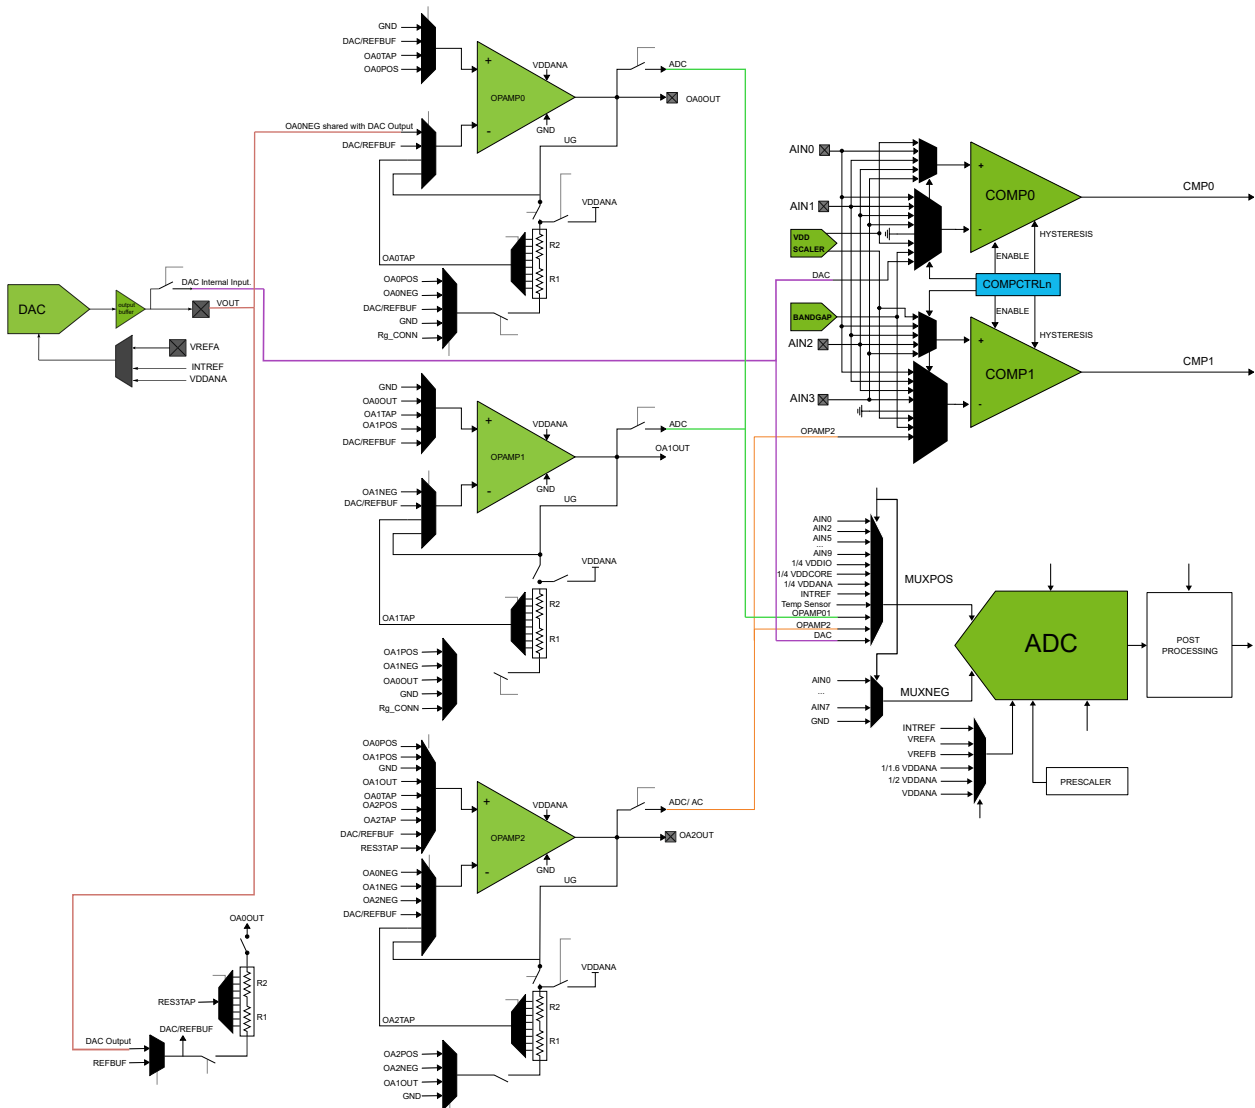 GND
DAC/REFBUF
OA0TAP
OA0POS
VDDANA
ADC
OPAMP0
+
-
OA0OUT
GND
OA0NEG shared with DAC Output
DAC/REFBUF
UG
VDDANA
R2
R1
OA0TAP
OA0POS
OA0NEG
DAC/REFBUF
GND
Rg_CONN
DAC
output
buffer
DAC Internal Input.
VOUT
VREFA
INTREF
VDDANA
GND
OA0OUT
OA1TAP
OA1POS
DAC/REFBUF
VDDANA
ADC
+
-
OPAMP1
OA1OUT
GND
OA1NEG
DAC/REFBUF
UG
VDDANA
R2
R1
OA1TAP
OA1POS
OA1NEG
OA0OUT
GND
Rg_CONN
OA0POS
OA1POS
GND
OA1OUT
OA0TAP
OA2POS
OA2TAP
DAC/REFBUF
RES3TAP
VDDANA
ADC/ AC
+
-
OPAMP2
OA2OUT
GND
OA0NEG
OA1NEG
OA2NEG
DAC/REFBUF
UG
VDDANA
R2
R1
OA2TAP
OA2POS
OA2NEG
OA1OUT
GND
OA0OUT
R2
R1
RES3TAP
DAC/REFBUF
DAC Output
REFBUF
AIN0
AIN1
VDD
SCALER
DAC
BANDGAP
AIN2
AIN3
OPAMP2
+
-
COMP0
CMP0
HYSTERESIS
ENABLE
COMPCTRLn
ENABLE
HYSTERESIS
+
-
COMP1
CMP1
AIN0
AIN2
AIN5
...
AIN9
1/4 VDDIO
1/4 VDDCORE
1/4 VDDANA
INTREF
Temp Sensor
OPAMP01
OPAMP2
DAC
MUXPOS
AIN0
...
AIN7
GND
MUXNEG
ADC
POST
PROCESSING
INTREF
VREFA
VREFB
1/1.6 VDDANA
1/2 VDDANA
VDDANA
PRESCALER